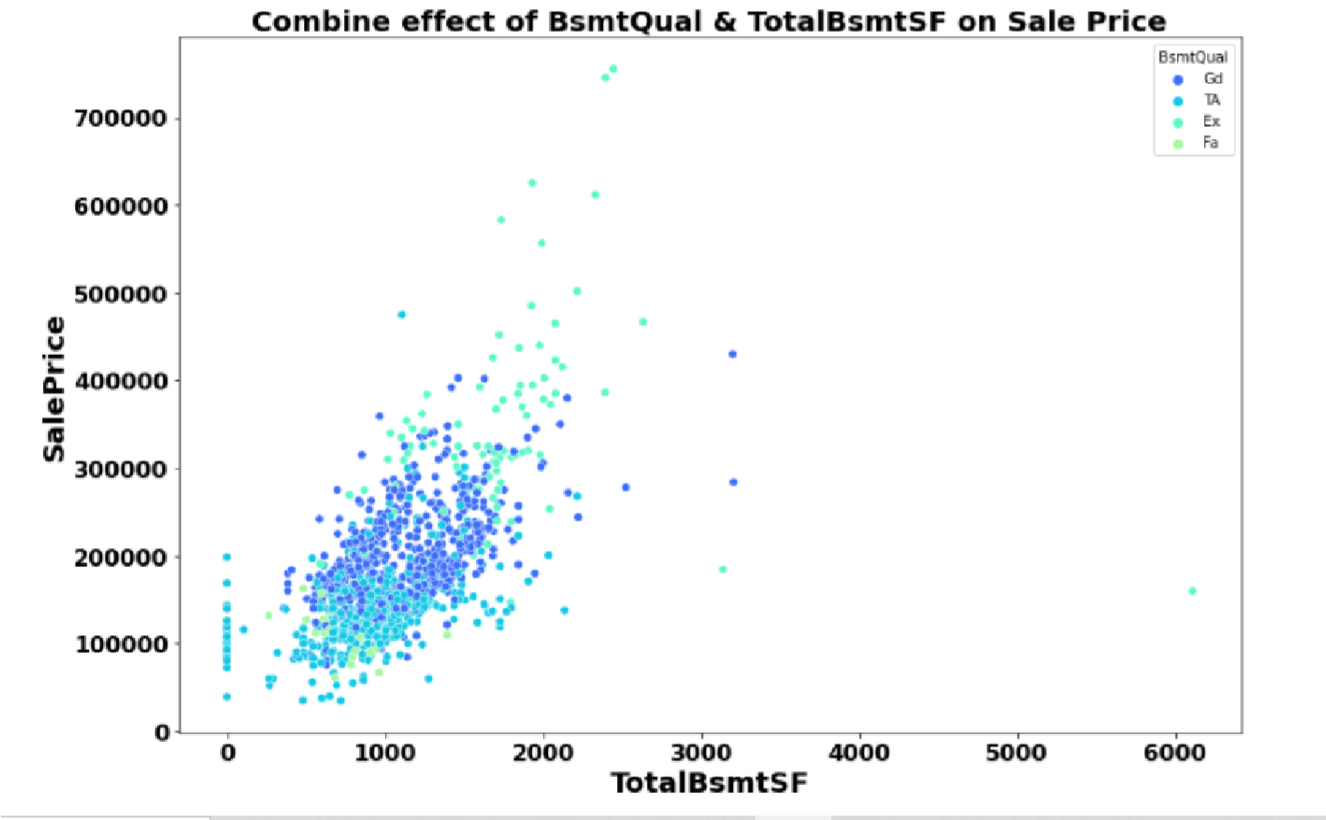 Combine effect of BsmtQual & TotalBsmtSF on Sale Price
BsmtQual
Gd
TA
Ex
Fa
700000
600000
500000
400000
300000
200000
100000
0
SalePrice
0 1000 2000 3000 4000 5000 6000
TotalBsmtSF